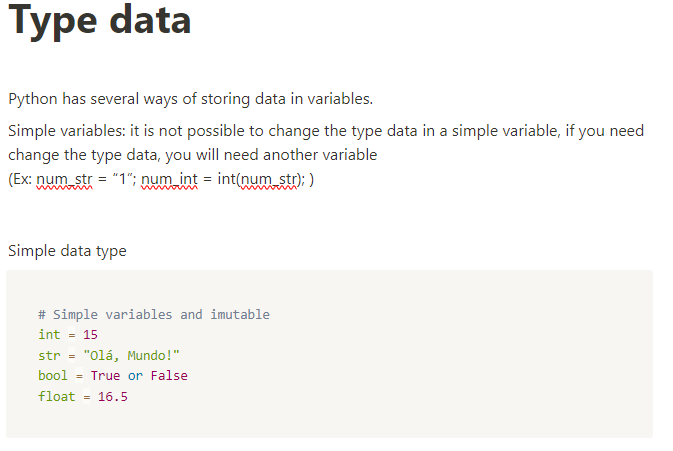 Type data
Python has several ways of storing data in variables.
Simple variables: it is not possible to change the type data in a simple variable, if you need
change the type data, you will need another variable
(Ex: num_str = “1”; num_int = int(num_str); )
Simple data type
# Simple variables and imutable
int = 15
str = "Olá, Mundo!"
bool = True or False
float = 16.5